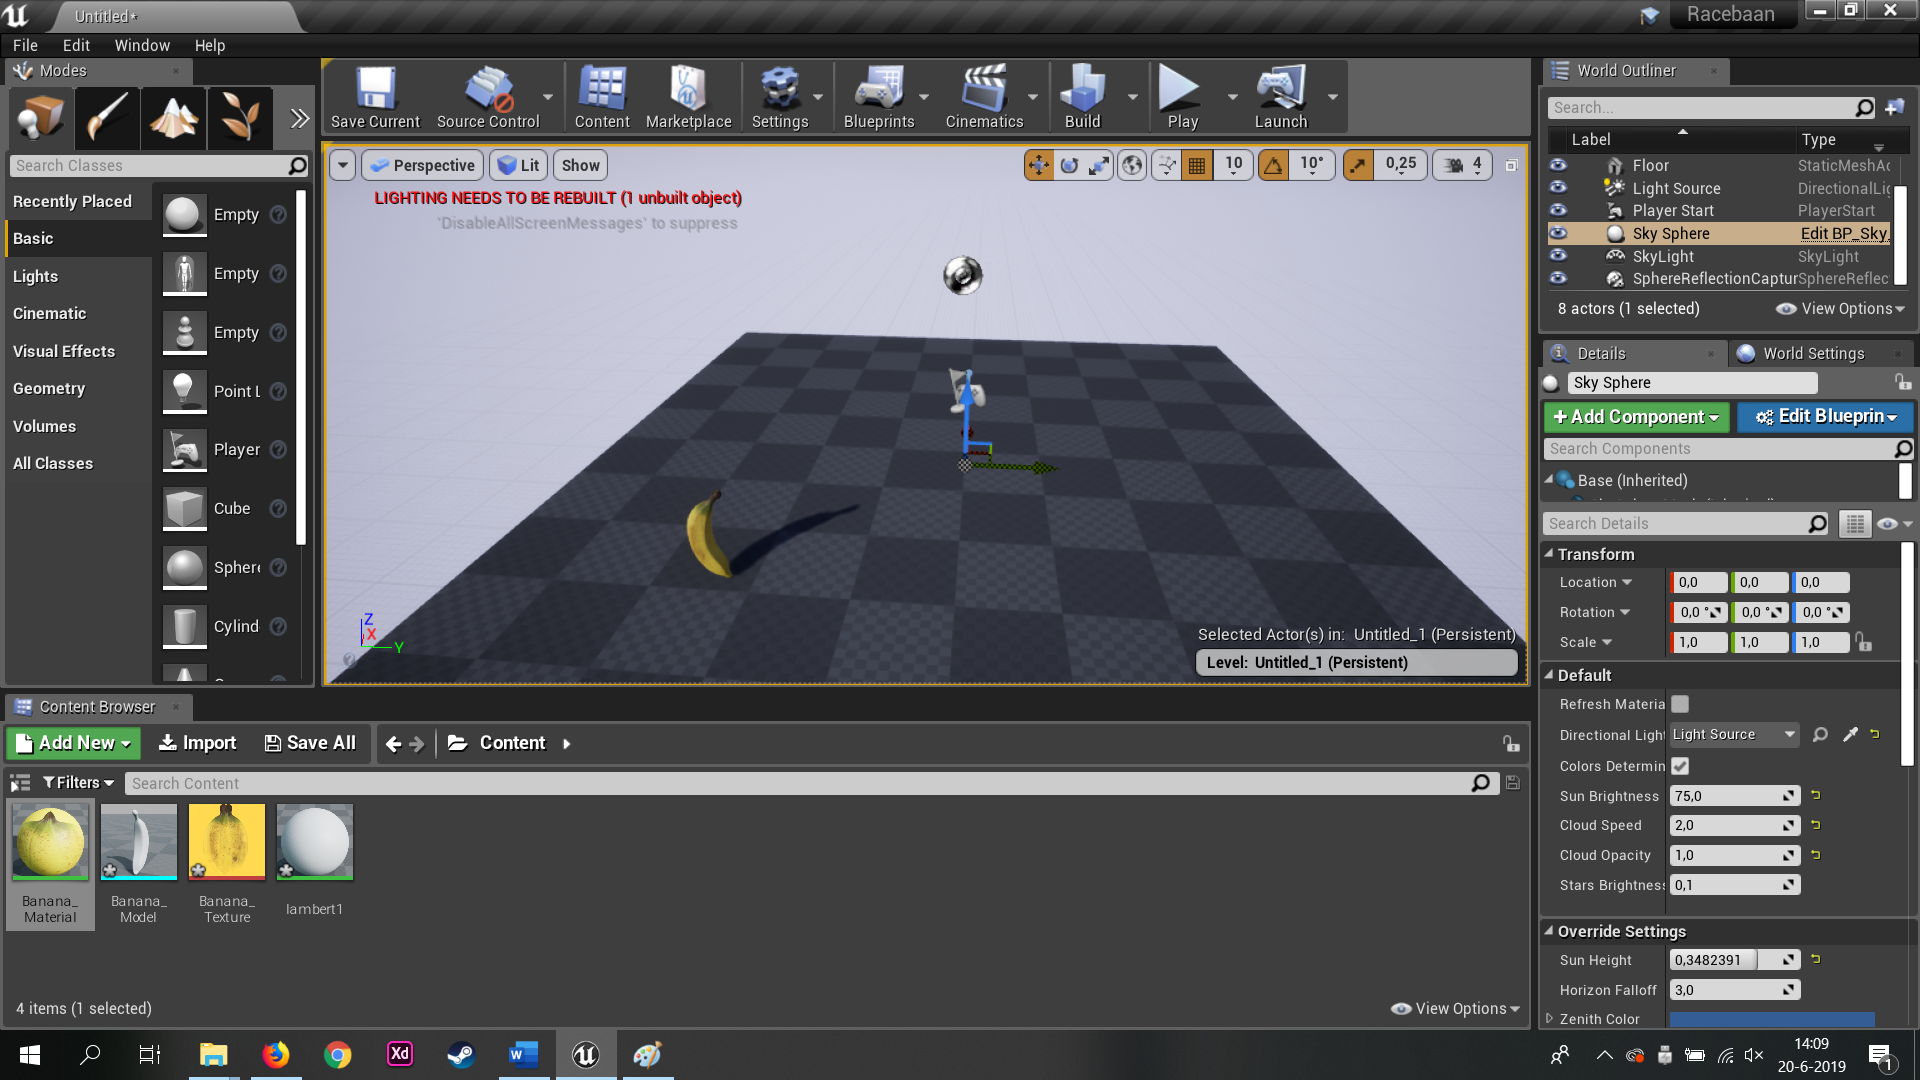 Untitled*
Racebaan
File Edit Window Help
Modes
Search Classes
Recently Placed
Basic
Lights
Cinematic
Visual Effects
Geometry
Volumes
All Classes
Empty
Empty
Empty
Point L
Player
Cube
Sphere
Cylind
Save Current
Source Control
Content
Marketplace
Settings
Blueprints
Cinematics
Build
Play
Launch
Perspective
Lit
Show
10
10°
0,25
4
LIGHTING NEEDS TO BE REBUILT (1 unbuilt object)
'DisableAllScreenMessages' to suppress
Z
X
Y
Selected Actor(s) in: Untitled_1 (Persistent)
Level: Untitled_1 (Persistent)
World Outliner
Search...
Label Type
Floor StaticMeshAc
Light Source DirectionalLig
Player Start PlayerStart
Sky Sphere Edit BP_Sky_
SkyLight SkyLight
SphereReflectionCaptur SphereReflec
8 actors (1 selected)
View Options
Details
World Settings
Sky Sphere
+ Add Component
Edit Blueprin
Search Components
Base (Inherited)
Search Details
Transform
Location 0,0 0,0 0,0
Rotation 0,0 ° 0,0 ° 0,0 °
Scale 1,0 1,0 1,0
Default
Refresh Materia
Directional Light Light Source
Colors Determin
Sun Brightness 75,0
Cloud Speed 2,0
Cloud Opacity 1,0
Stars Brightness 0,1
Override Settings
Sun Height 0,3482391
Horizon Falloff 3,0
Zenith Color
Content Browser
Add New
Import
Save All
Content
Filters
Search Content
Banana_
Material
Banana_
Model
Banana_
Texture
lambert1
4 items (1 selected)
View Options
Xd
W
14:09
20-6-2019
1